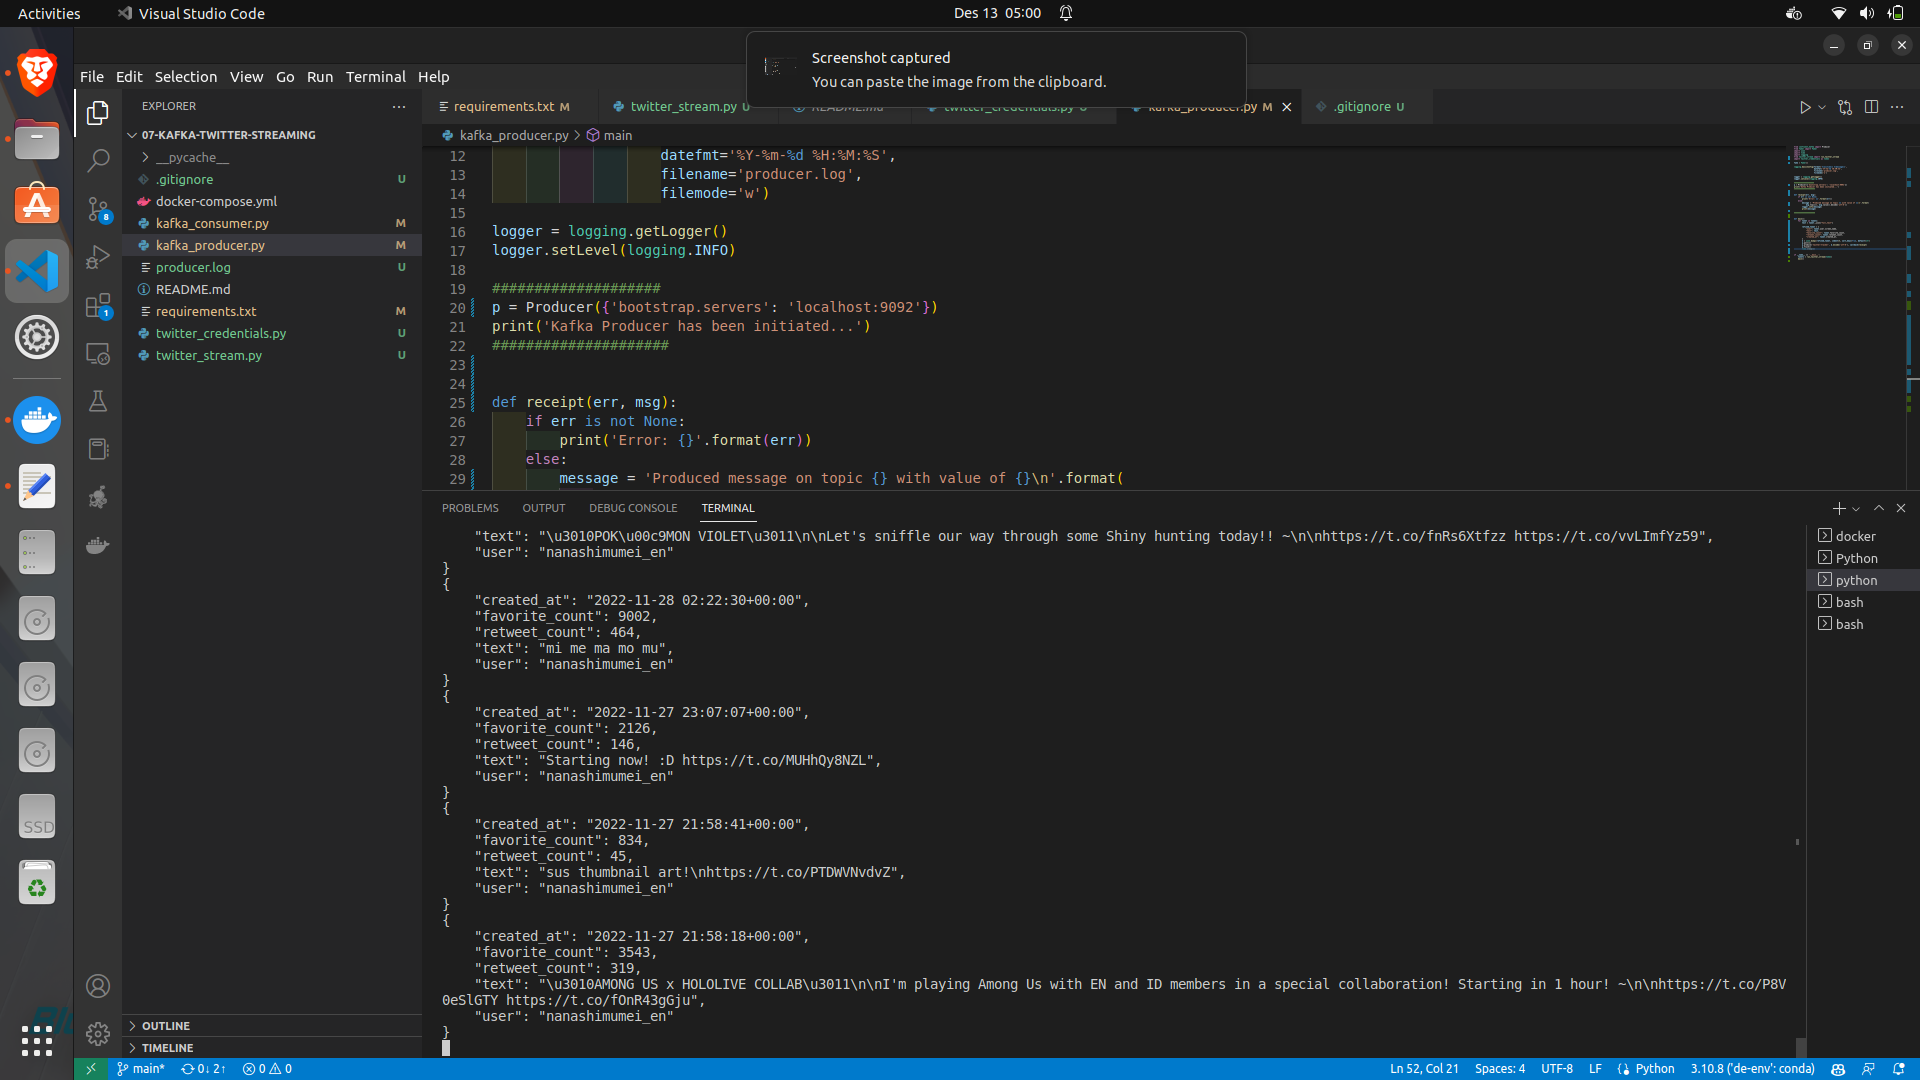 Activities Visual Studio Code Des 13 05:00
Screenshot captured
You can paste the image from the clipboard.
File Edit Selection View Go Run Terminal Help
EXPLORER
07-KAFKA-TWITTER-STREAMING
__pycache__
.gitignore U
docker-compose.yml
kafka_consumer.py M
kafka_producer.py M
producer.log U
README.md
requirements.txt M
twitter_credentials.py U
twitter_stream.py U
OUTLINE
TIMELINE
8
1
SSD
requirements.txt M twitter_stream.py U README.md twitter_credentials.py U kafka_producer.py M .gitignore U
kafka_producer.py > main
12 datefmt='%Y-%m-%d %H:%M:%S',
13 filename='producer.log',
14 filemode='w')
15
16 logger = logging.getLogger()
17 logger.setLevel(logging.INFO)
18
19 ####################
20 p = Producer({'bootstrap.servers': 'localhost:9092'})
21 print('Kafka Producer has been initiated...')
22 #####################
23
24
25 def receipt(err, msg):
26 if err is not None:
27 print('Error: {}'.format(err))
28 else:
29 message = 'Produced message on topic {} with value of {}\n'.format(
PROBLEMS OUTPUT DEBUG CONSOLE TERMINAL
"text": "\u3010POK\u00c9MON VIOLET\u3011\n\nLet's sniffle our way through some Shiny hunting today!! ~\n\nhttps://t.co/fnRs6Xtfzz https://t.co/vvLImfYz59",
"user": "nanashimumei_en"
}
{
"created_at": "2022-11-28 02:22:30+00:00",
"favorite_count": 9002,
"retweet_count": 464,
"text": "mi me ma mo mu",
"user": "nanashimumei_en"
}
{
"created_at": "2022-11-27 23:07:07+00:00",
"favorite_count": 2126,
"retweet_count": 146,
"text": "Starting now! :D https://t.co/MUHhQy8NZL",
"user": "nanashimumei_en"
}
{
"created_at": "2022-11-27 21:58:41+00:00",
"favorite_count": 834,
"retweet_count": 45,
"text": "sus thumbnail art!\nhttps://t.co/PTDWVNvdvZ",
"user": "nanashimumei_en"
}
{
"created_at": "2022-11-27 21:58:18+00:00",
"favorite_count": 3543,
"retweet_count": 319,
"text": "\u3010AMONG US x HOLOLIVE COLLAB\u3011\n\nI'm playing Among Us with EN and ID members in a special collaboration! Starting in 1 hour! ~\n\nhttps://t.co/P8V
0eSlGTY https://t.co/fOnR43gGju",
"user": "nanashimumei_en"
}
docker
Python
python
bash
bash
main* 0↓ 2↑ 0 0 Ln 52, Col 21 Spaces: 4 UTF-8 LF Python 3.10.8 ('de-env': conda)